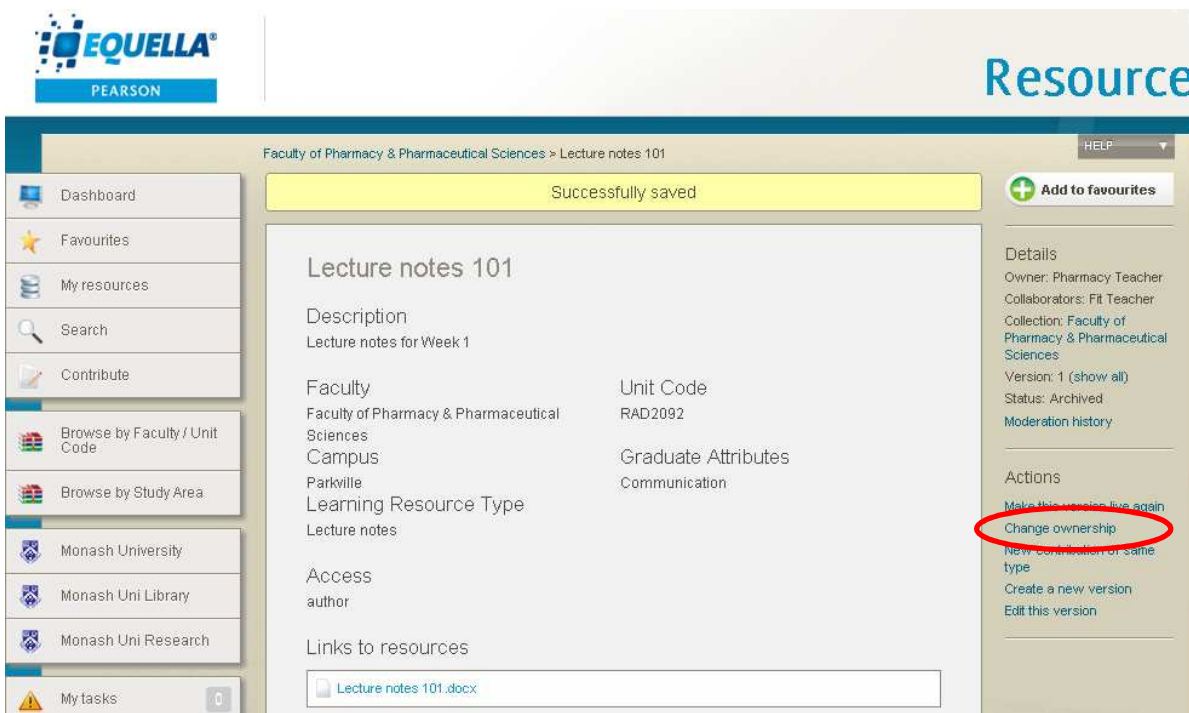 EQUELLA®
PEARSON
Resource
Faculty of Pharmacy & Pharmaceutical Sciences » Lecture notes 101
HELP
Dashboard
Favourites
My resources
Search
Contribute
Browse by Faculty / Unit
Code
Browse by Study Area
Monash University
Monash Uni Library
Monash Uni Research
My tasks
0
Successfully saved
Lecture notes 101
Description
Lecture notes for Week 1
Faculty
Faculty of Pharmacy & Pharmaceutical
Sciences
Unit Code
RAD2092
Campus
Parkville
Graduate Attributes
Communication
Learning Resource Type
Lecture notes
Access
author
Links to resources
Lecture notes 101.docx
Add to favourites
Details
Owner: Pharmacy Teacher
Collaborators: Fit Teacher
Collection: Faculty of
Pharmacy & Pharmaceutical
Sciences
Version: 1 (show all)
Status: Archived
Moderation history
Actions
Make this version live again
Change ownership
New contribution of same
type
Create a new version
Edit this version